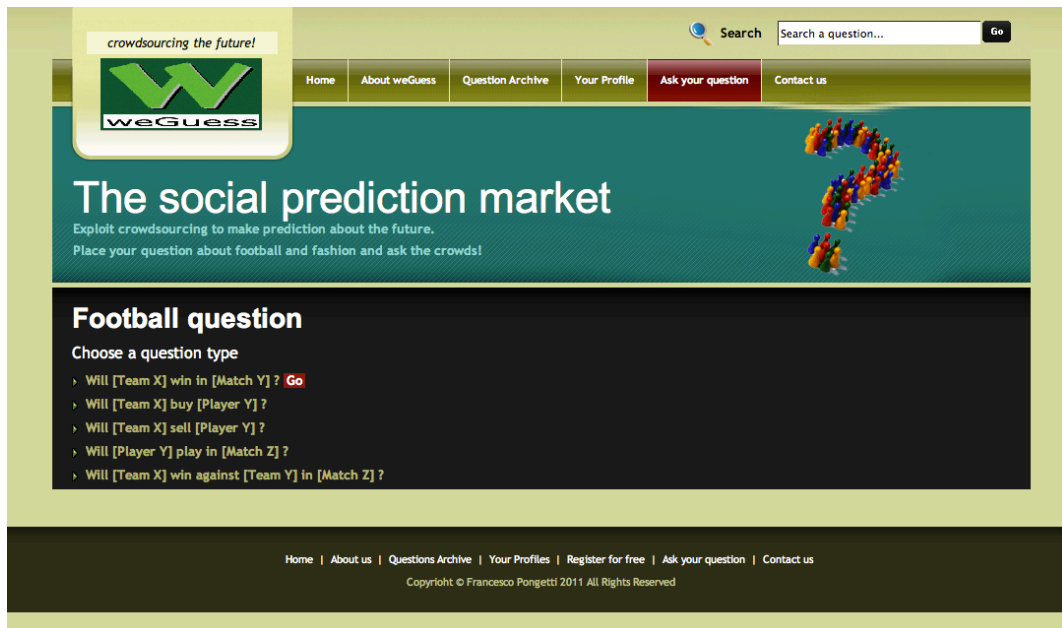 crowdsourcing the future!
weGuess
Search
Search a question...
Go
Home
About weGuess
Question Archive
Your Profile
Ask your question
Contact us
The social prediction market
Exploit crowdsourcing to make prediction about the future.
Place your question about football and fashion and ask the crowds!
Football question
Choose a question type
Will [Team X] win in [Match Y] ? Go
Will [Team X] buy [Player Y] ?
Will [Team X] sell [Player Y] ?
Will [Player Y] play in [Match Z] ?
Will [Team X] win against [Team Y] in [Match Z] ?
Home | About us | Questions Archive | Your Profiles | Register for free | Ask your question | Contact us
Copyrioht © Francesco Pongetti 2011 All Rights Reserved